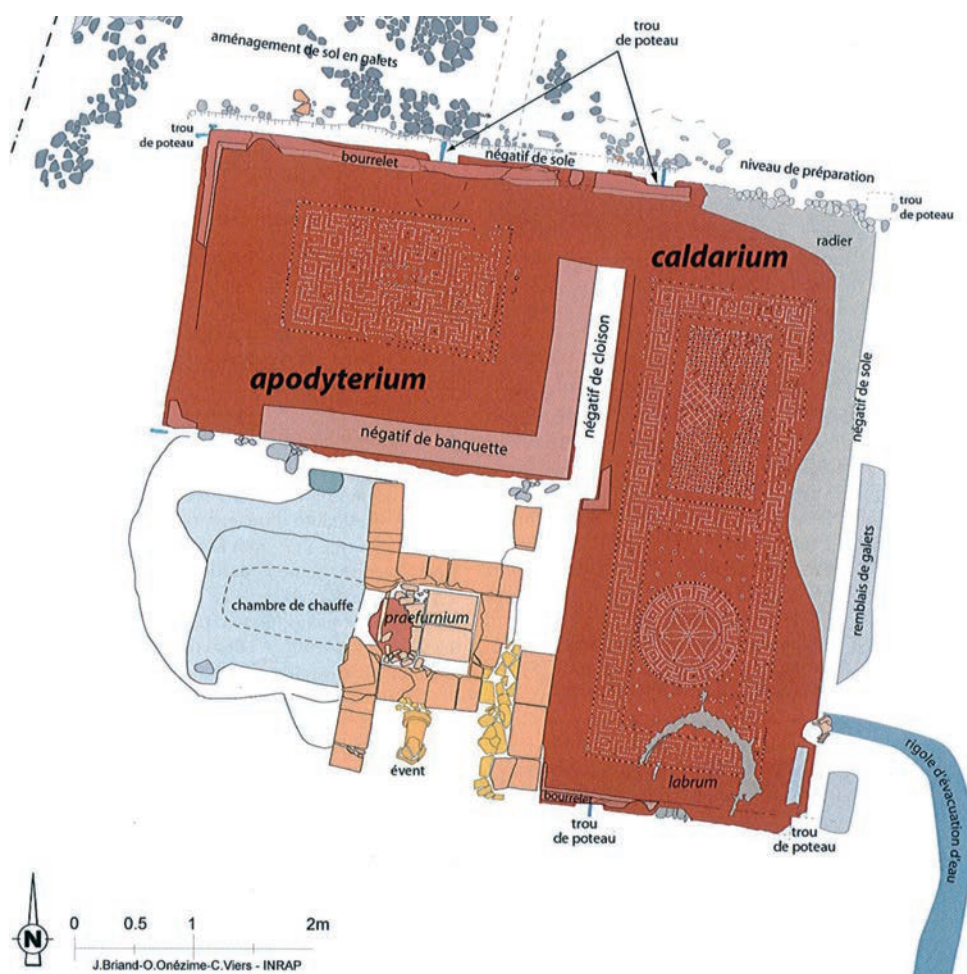 aménagement de sol en galets
trou
de poteau
trou
de poteau
bourrelet
négatif de sole
niveau de préparation
trou
de poteau
radier
caldarium
apodyterium
négatif de cloison
négatif de banquette
négatif de sole
remblais de galets
chambre de chauffe
praefurnium
évent
labrum
bourrelet
trou
de poteau
trou
de poteau
rigole d'évacuation d'eau
N
0 0.5 1 2m
J.Briand-O.Onézime-C.Viers - INRAP